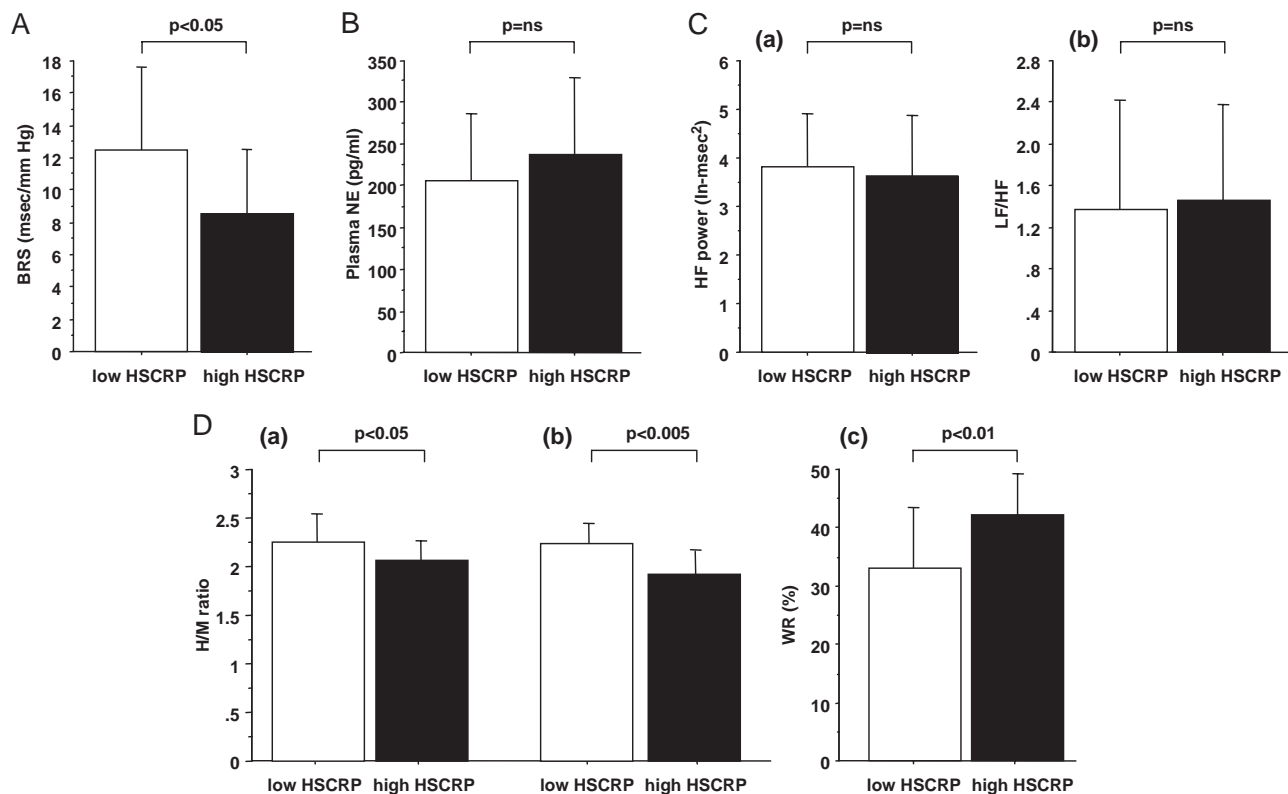 A
p<0.05
BRS (msec/mm Hg)
18
16
14
12
10
8
6
4
2
0
low HSCRP
high HSCRP
B
p=ns
Plasma NE (pg/ml)
350
300
250
200
150
100
50
0
low HSCRP
high HSCRP
C
(a)
p=ns
HF power (ln-msec²)
6
5
4
3
2
1
0
low HSCRP
high HSCRP
(b)
p=ns
LF/HF
2.8
2.4
2.0
1.6
1.2
.8
.4
0
low HSCRP
high HSCRP
D
(a)
p<0.05
H/M ratio
3
2.5
2
1.5
1
.5
0
low HSCRP
high HSCRP
(b)
p<0.005
low HSCRP
high HSCRP
(c)
p<0.01
WR (%)
50
40
30
20
10
0
low HSCRP
high HSCRP